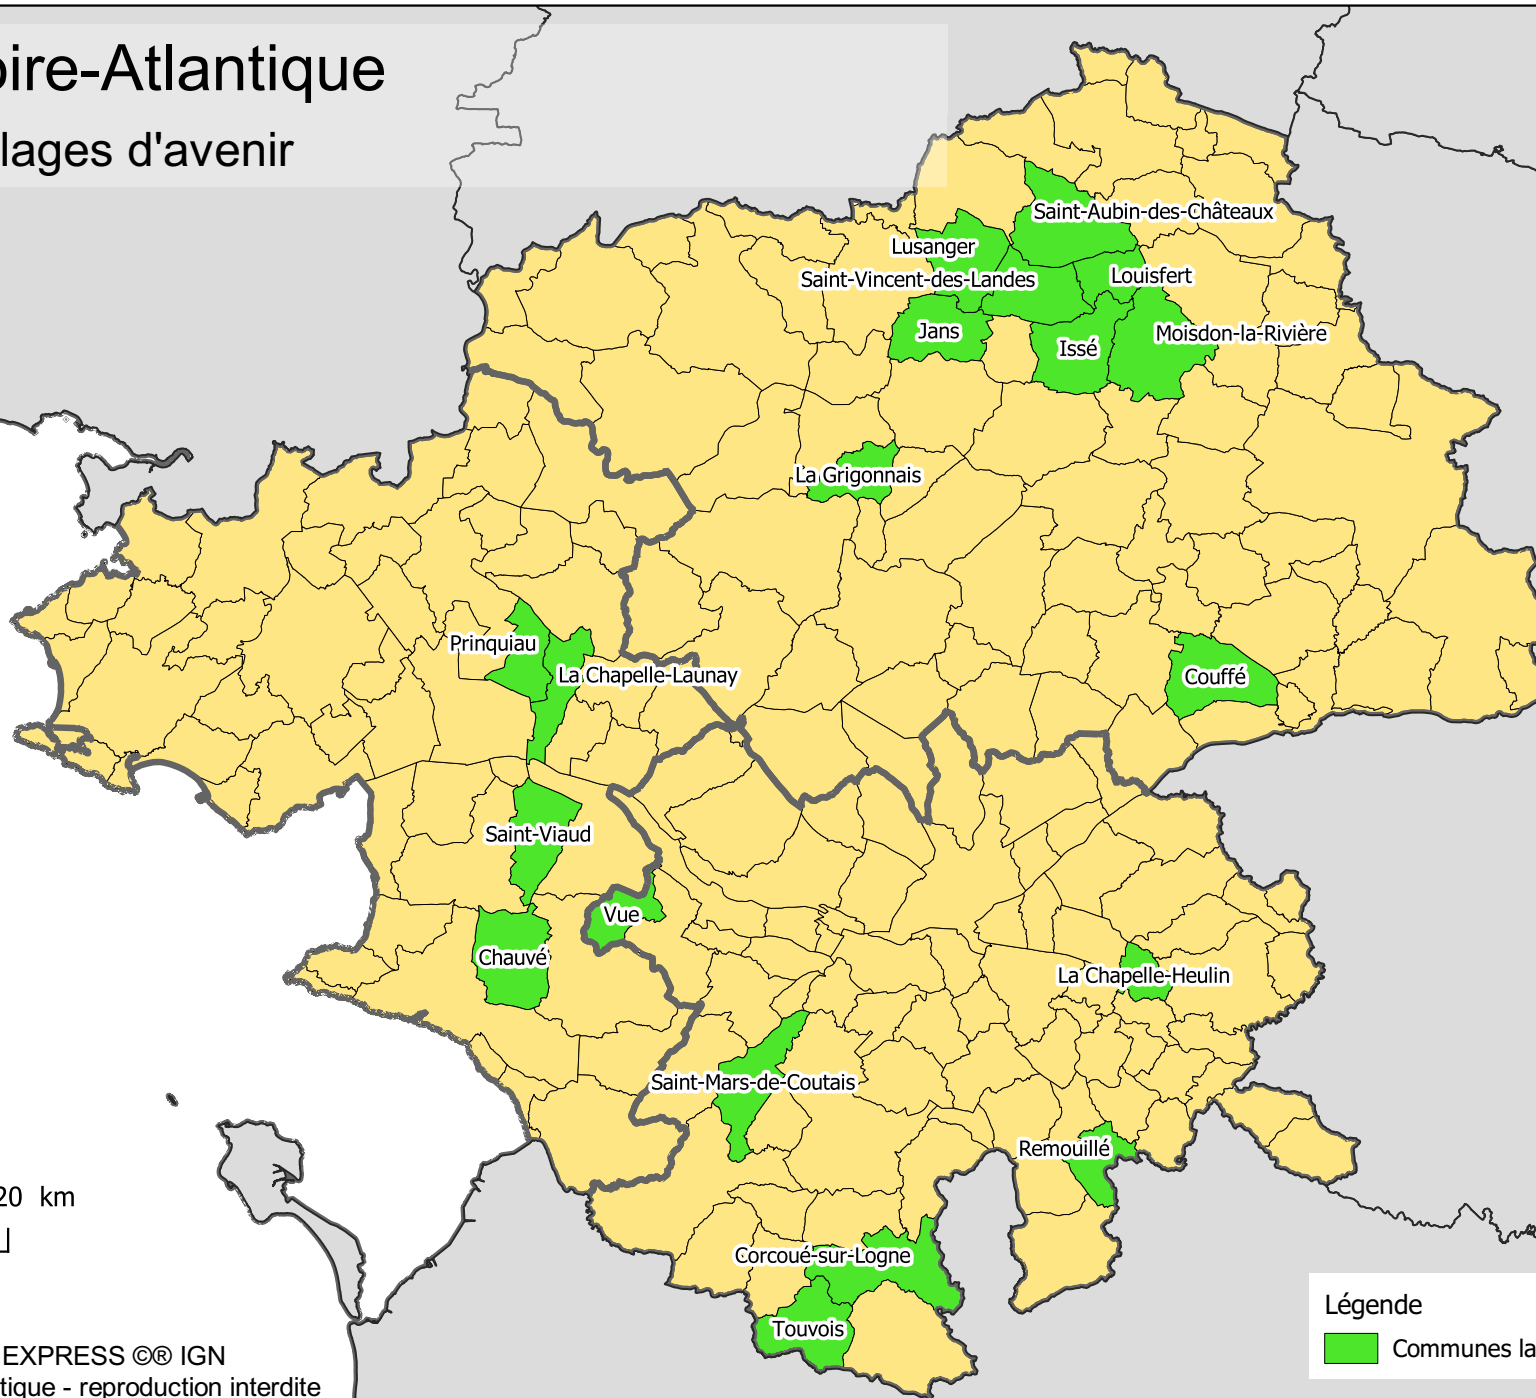 oire-Atlantique
lages d'avenir
Saint-Aubin-des-Châteaux
Lusanger
Saint-Vincent-des-Landes
Louisfert
Jans
Issé
Moisdon-la-Rivière
La Grigonnais
Prinquiau
La Chapelle-Launay
Couffé
Saint-Viaud
Vue
Chauvé
La Chapelle-Heulin
Saint-Mars-de-Coutais
Remouillé
20 km
Corcoué-sur-Logne
Touvois
Légende
Communes la
EXPRESS ©® IGN
tique - reproduction interdite